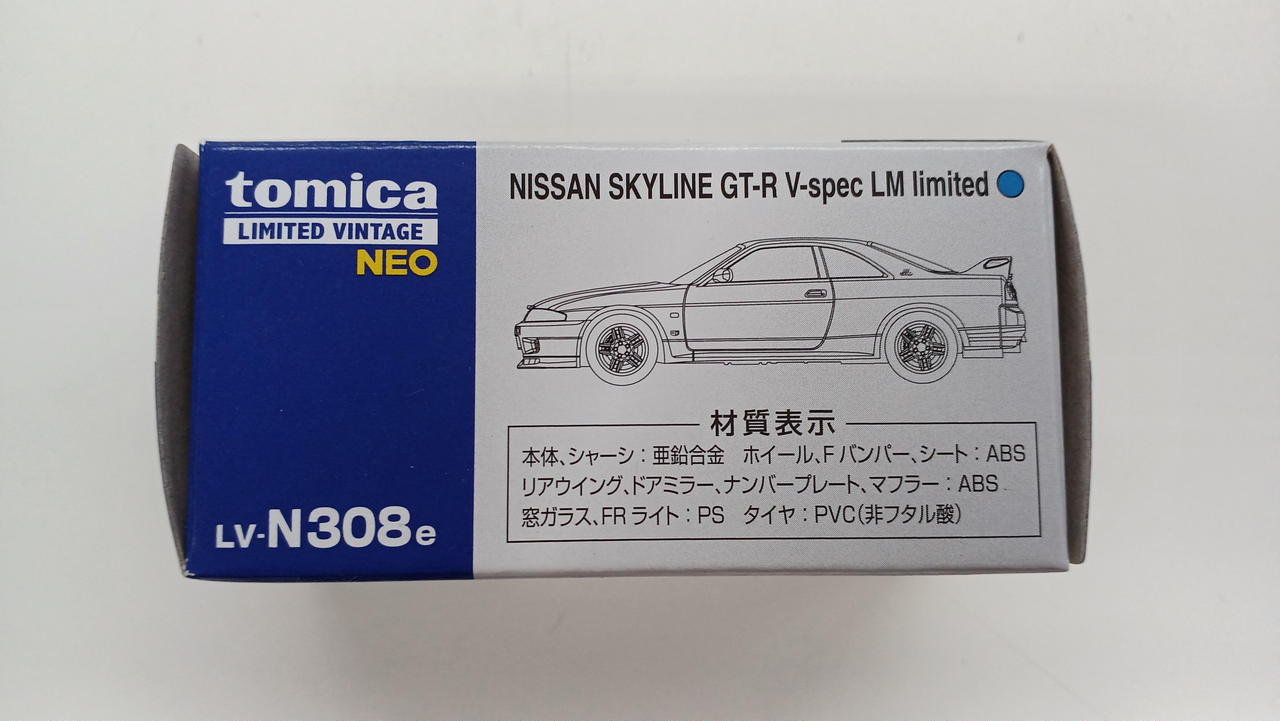 tomica
LIMITED VINTAGE
NEO
LV-N308e
NISSAN SKYLINE GT-R V-spec LM limited
材質表示
本体、シャーシ：亜鉛合金　ホイール、Fバンパー、シート：ABS
リアウイング、ドアミラー、ナンバープレート、マフラー：ABS
窓ガラス、FRライト：PS　タイヤ：PVC(非フタル酸)